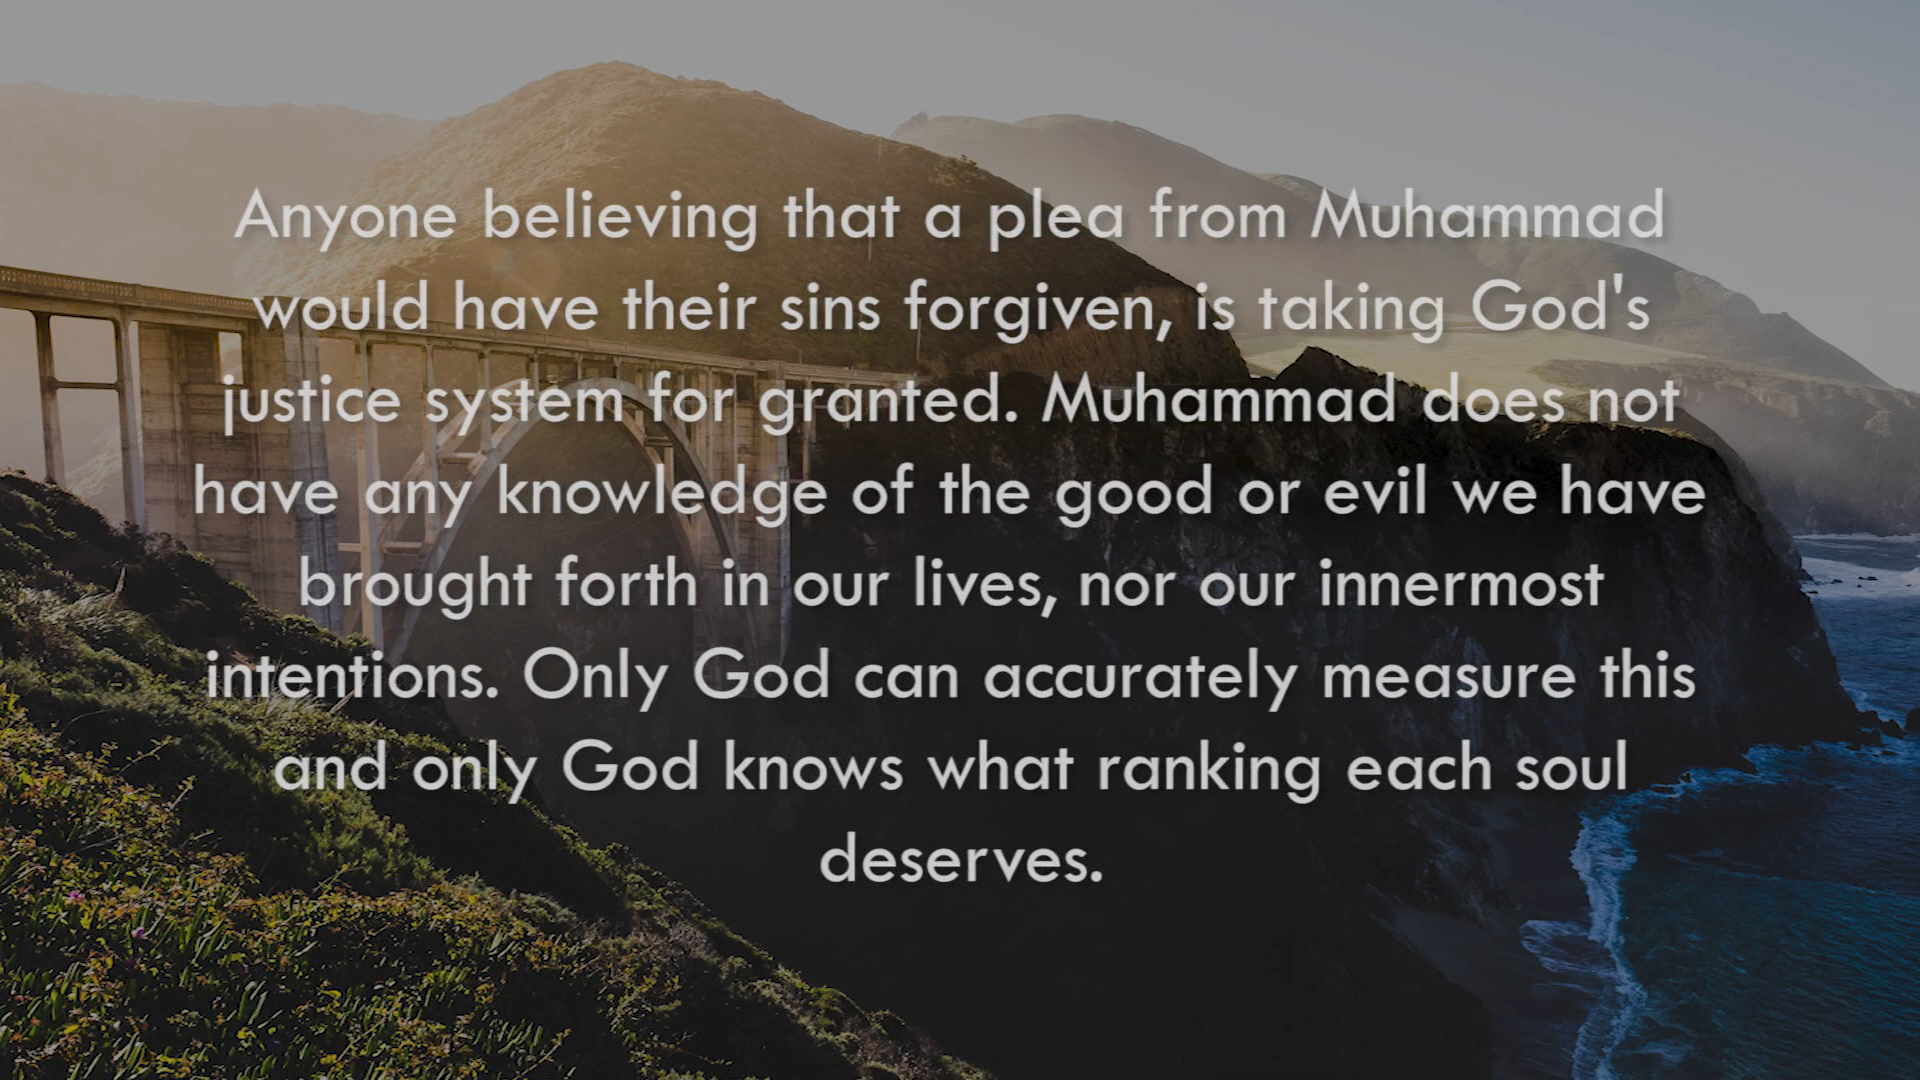 Anyone believing that a plea from Muhammad
would have their sins forgiven, is taking God's
justice system for granted. Muhammad does not
have any knowledge of the good or evil we have
brought forth in our lives, nor our innermost
intentions. Only God can accurately measure this
and only God knows what ranking each soul
deserves.